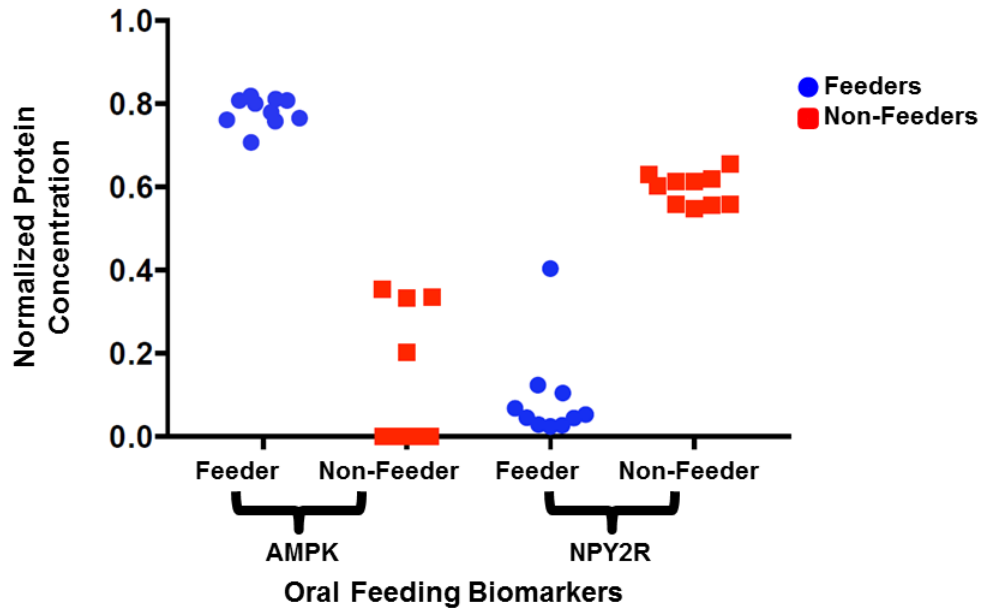 1.0
0.8
0.6
0.4
0.2
0.0
Normalized Protein
Concentration
Feeders
Non-Feeders
Feeder Non-Feeder Feeder Non-Feeder
AMPK NPY2R
Oral Feeding Biomarkers